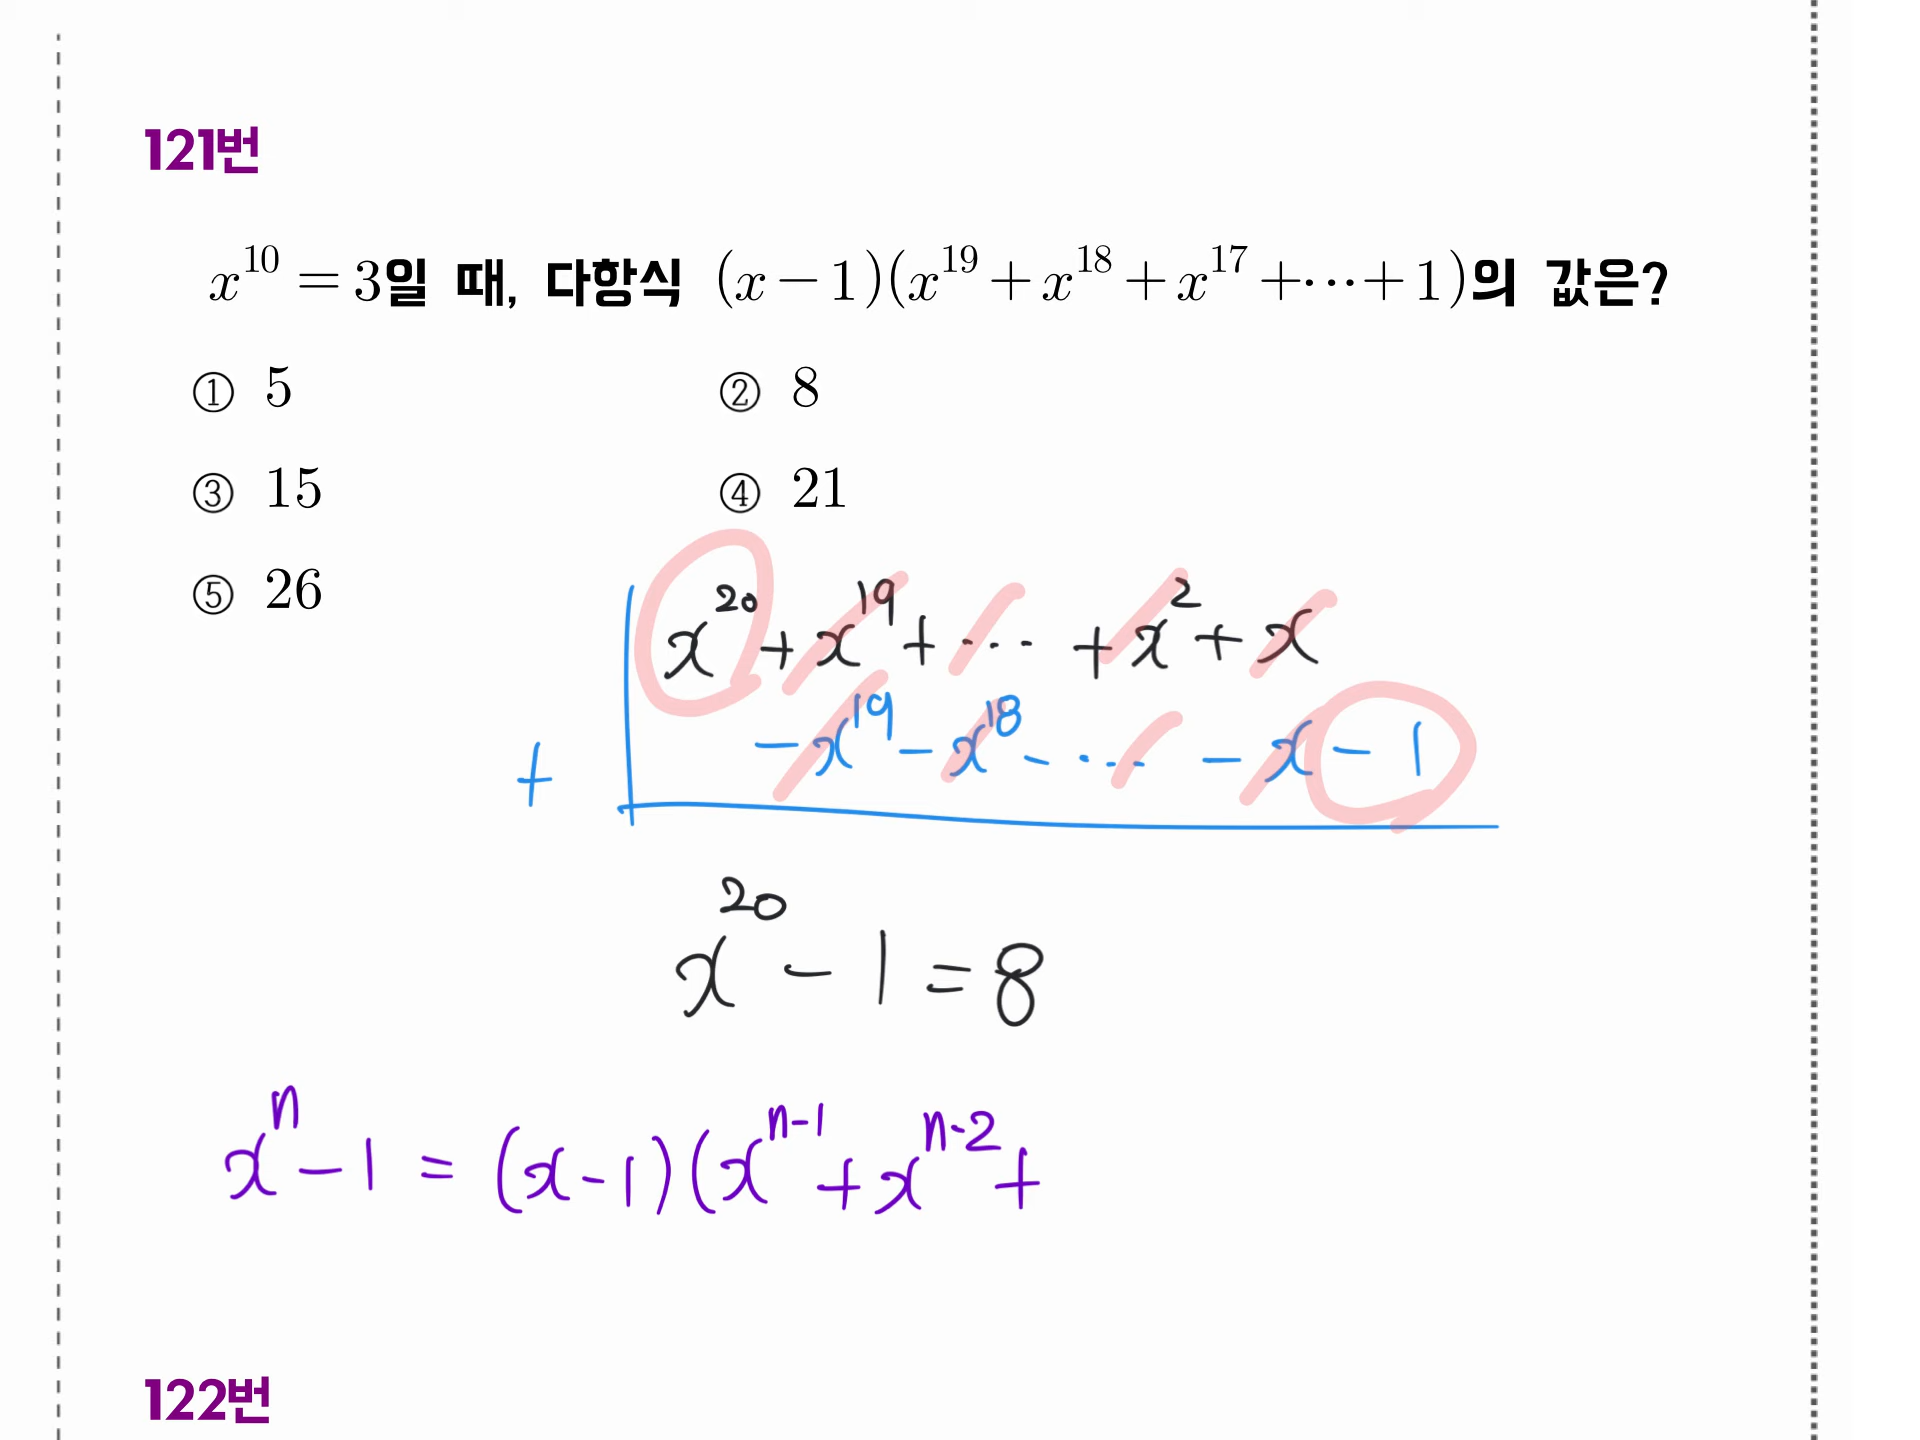 121번
x^10 = 3일 때, 다항식 (x − 1)(x^19 + x^18 + x^17 + ⋯ + 1)의 값은?
① 5 ② 8
③ 15 ④ 21
⑤ 26
x^20 + x^19 + ⋯ + x^2 + x
+ − x^19 − x^18 − ⋯ − x − 1
x^20 − 1 = 8
x^n − 1 = (x−1)(x^n−1 + x^n−2 +
122번